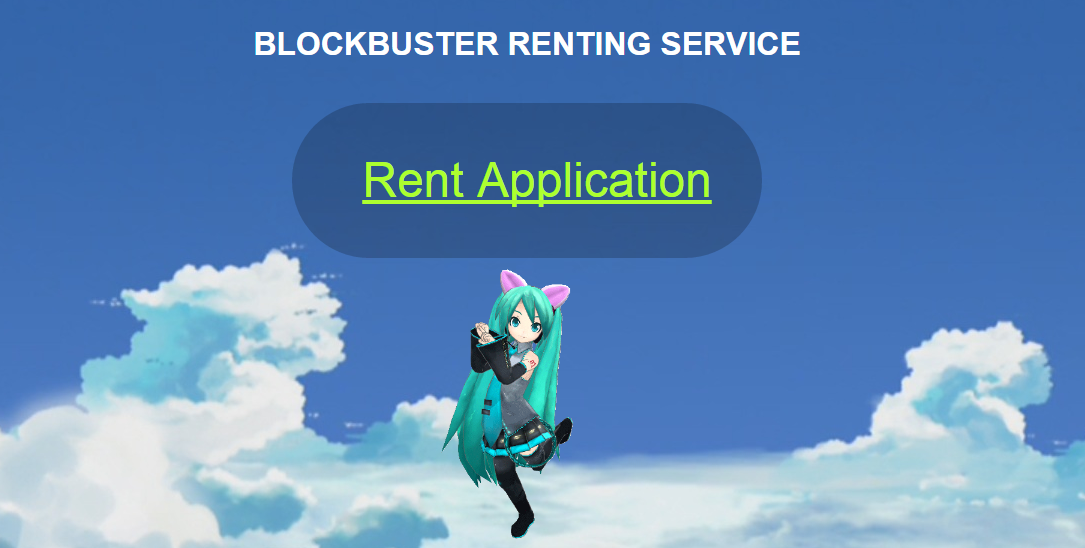 BLOCKBUSTER RENTING SERVICE
Rent Application